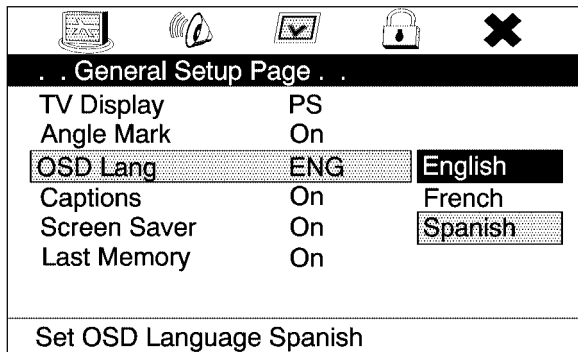 . . General Setup Page . .
TV Display PS
Angle Mark On
OSD Lang ENG English
Captions On French
Screen Saver On Spanish
Last Memory On
Set OSD Language Spanish